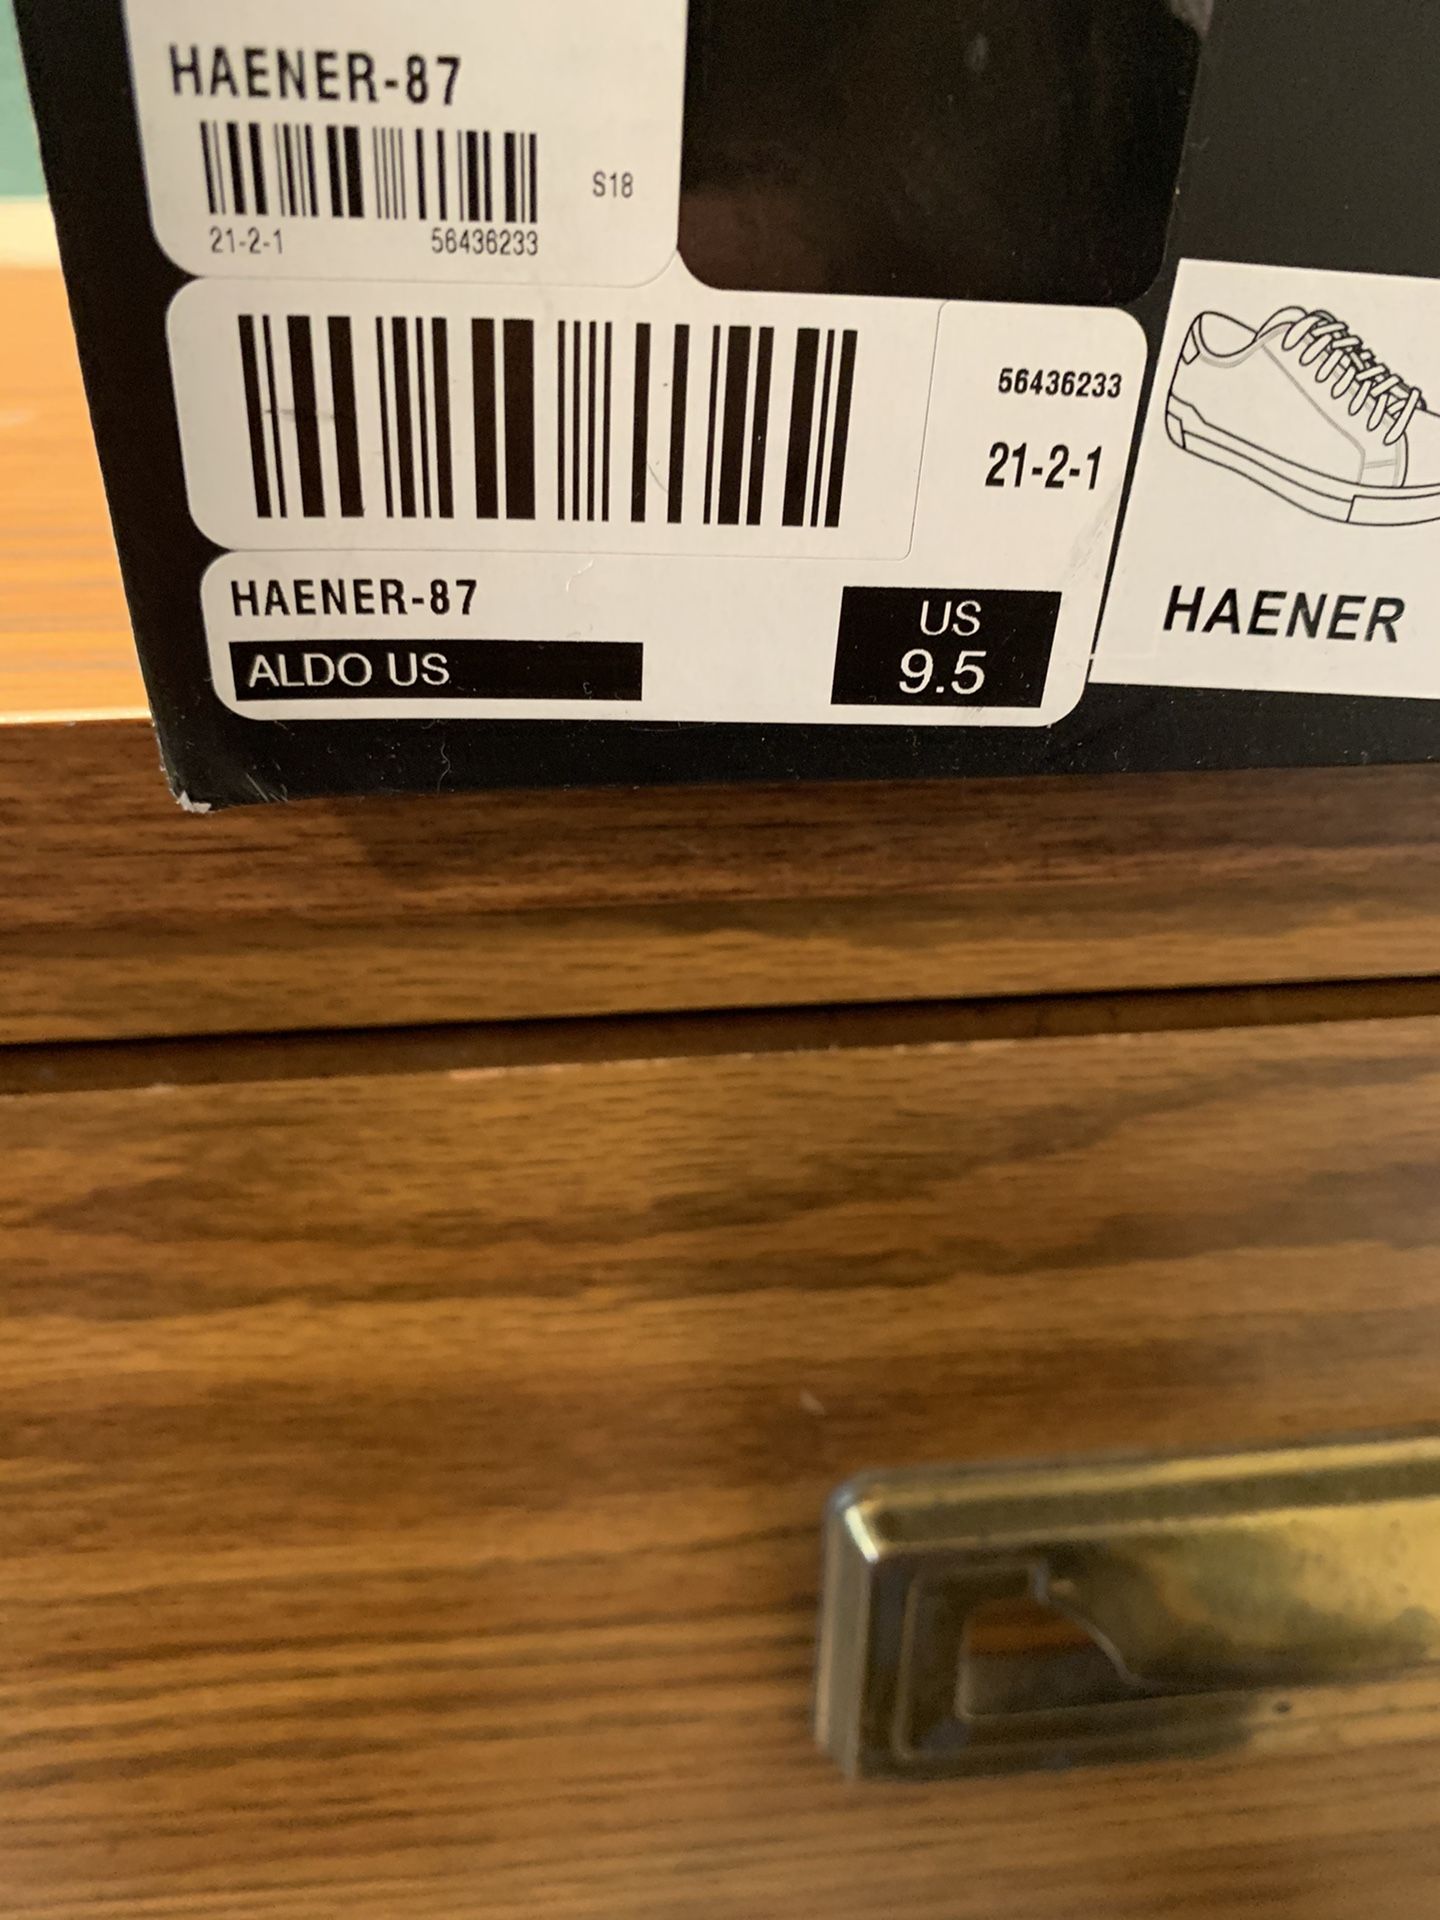 HAENER-87
S18
21-2-1 56436233
56436233
21-2-1
HAENER-87
ALDO US
US
9.5
HAENER